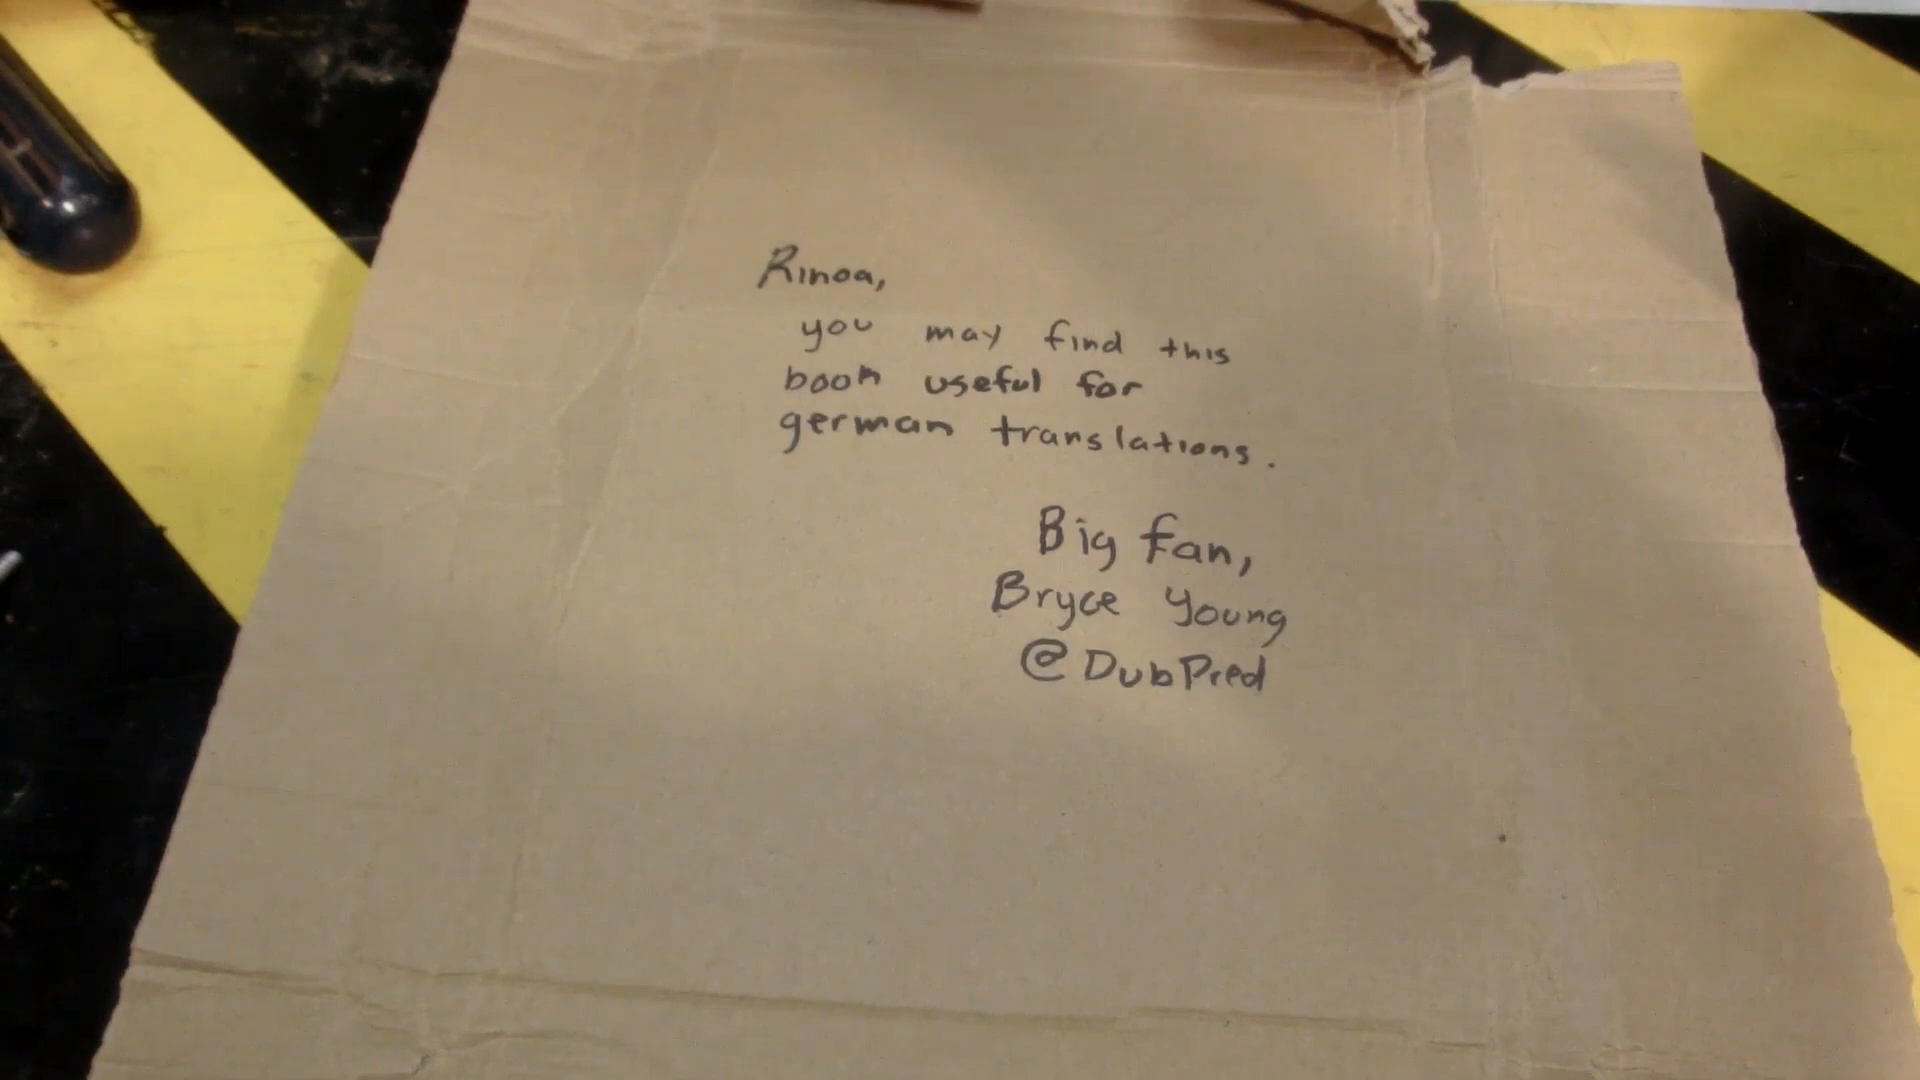 Rinoa,
you may find this
book useful for
german translations.
Big fan,
Bryce Young
@DubPred